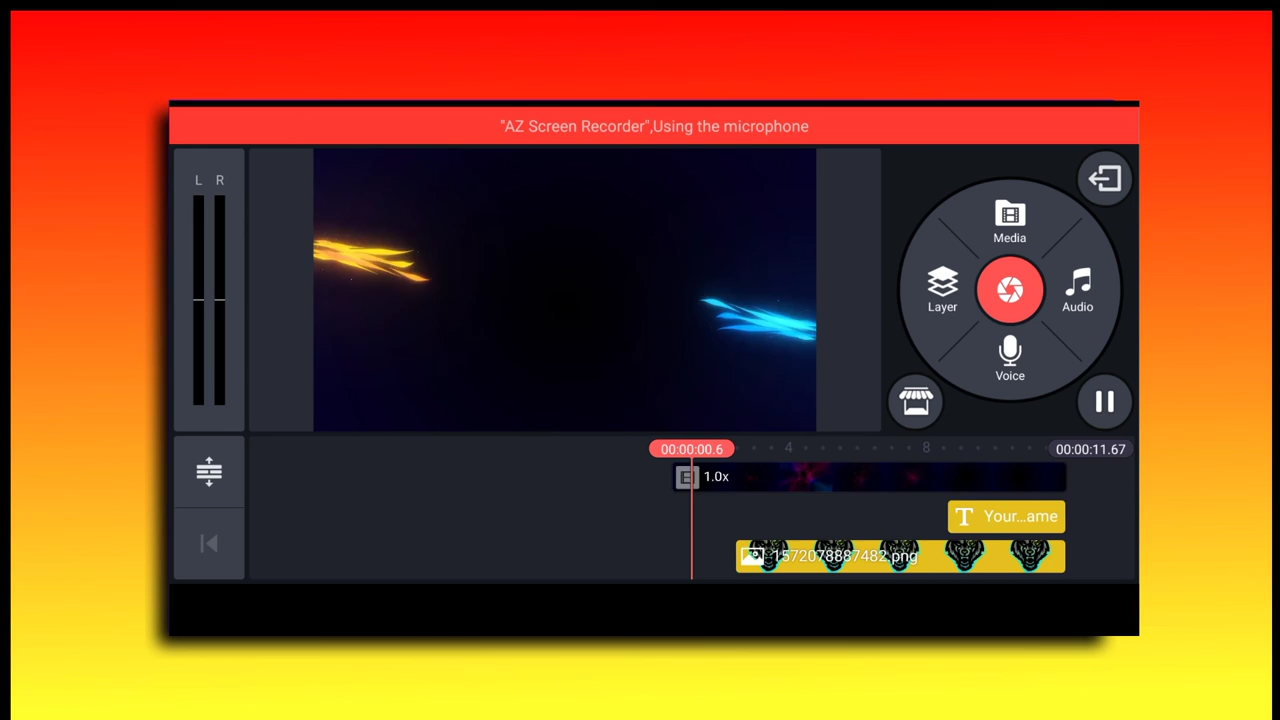 "AZ Screen Recorder",Using the microphone
L R
Media
Layer
Audio
Voice
00:00:00.6
4
8
00:00:11.67
1.0x
T Your...ame
1572078887482.png